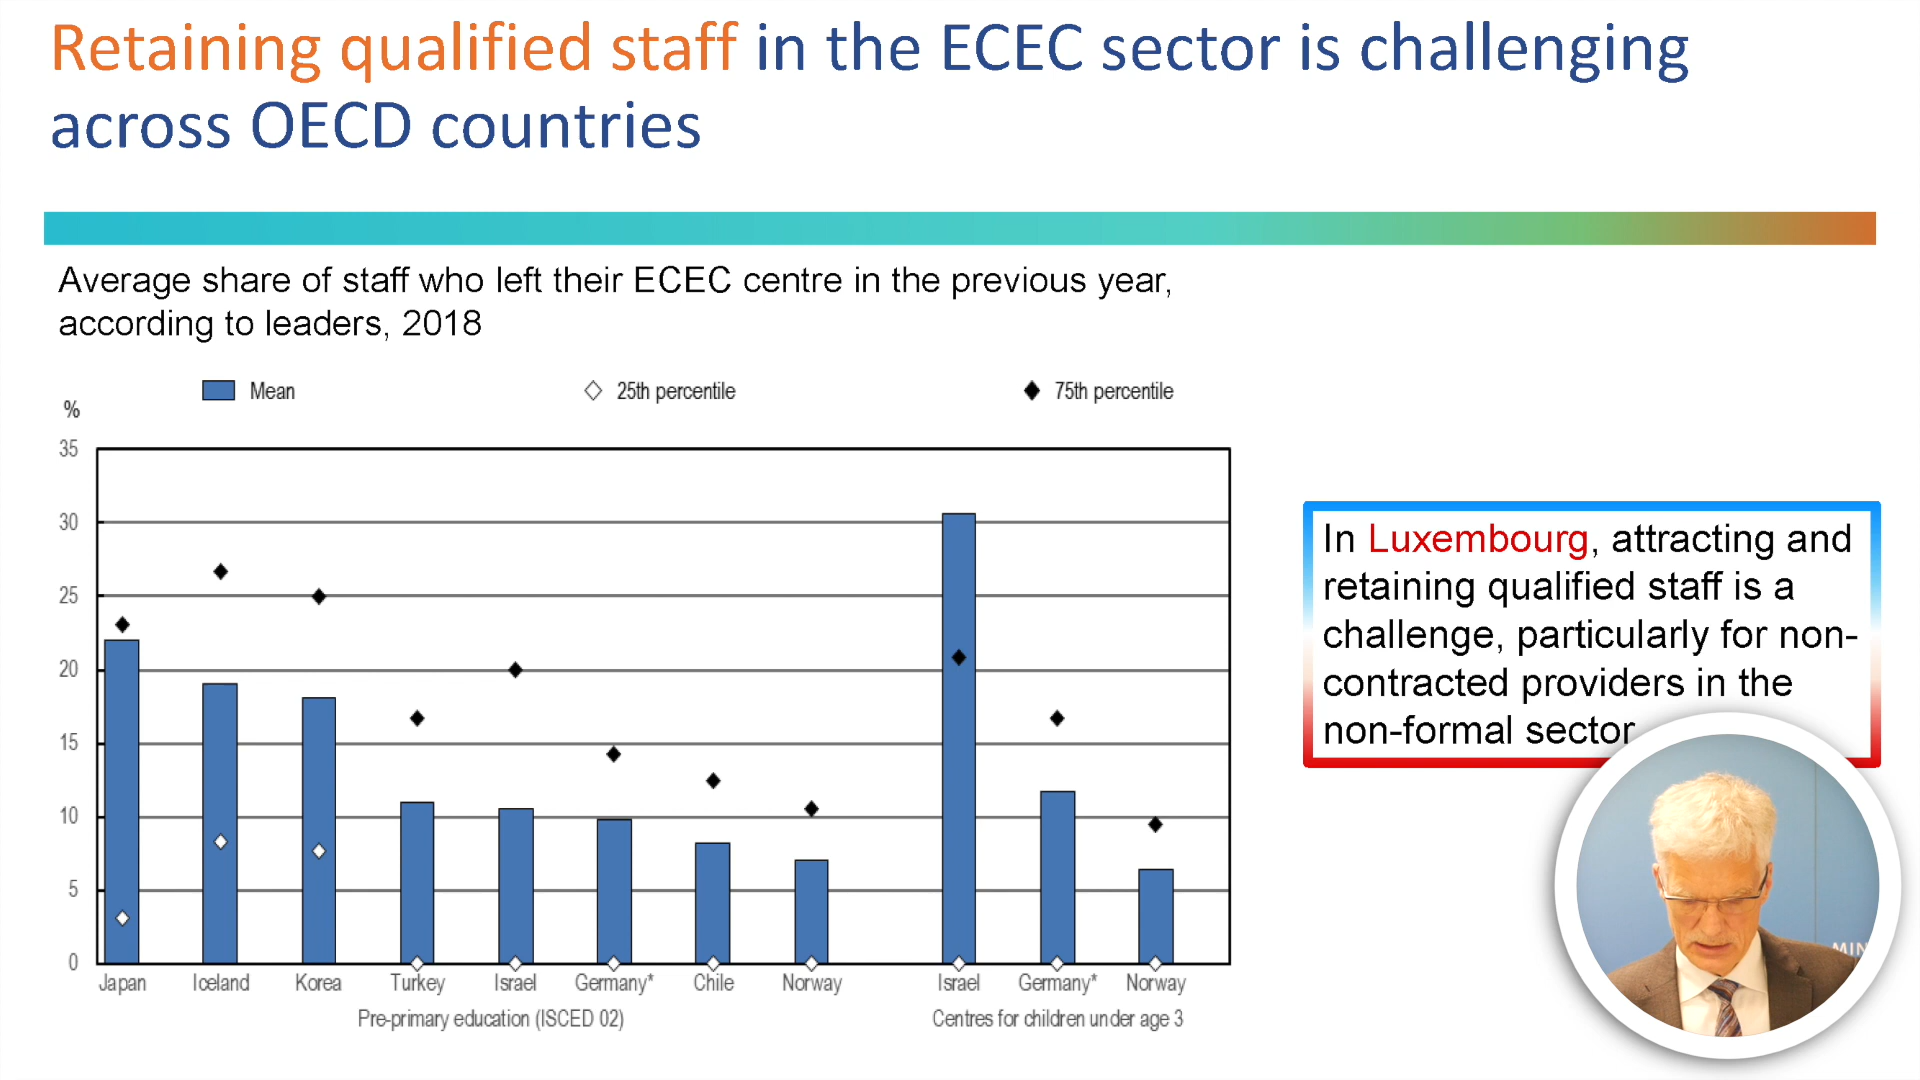 Retaining qualified staff in the ECEC sector is challenging
across OECD countries
Average share of staff who left their ECEC centre in the previous year,
according to leaders, 2018
Mean
25th percentile
75th percentile
%
35
30
25
20
15
10
5
0
Japan Iceland Korea Turkey Israel Germany* Chile Norway Israel Germany* Norway
Pre-primary education (ISCED 02)
Centres for children under age 3
In Luxembourg, attracting and
retaining qualified staff is a
challenge, particularly for non-
contracted providers in the
non-formal sector
MIN